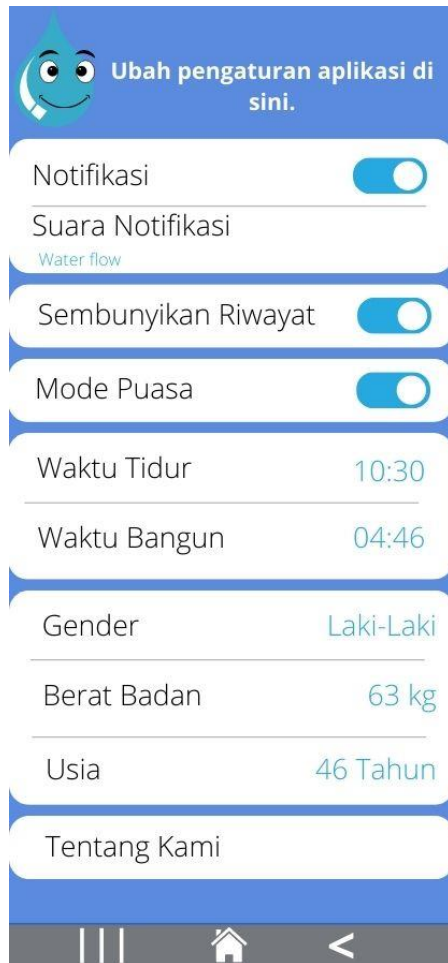 Ubah pengaturan aplikasi di
sini.
Notifikasi
Suara Notifikasi
Water flow
Sembunyikan Riwayat
Mode Puasa
Waktu Tidur 10:30
Waktu Bangun 04:46
Gender Laki-Laki
Berat Badan 63 kg
Usia 46 Tahun
Tentang Kami